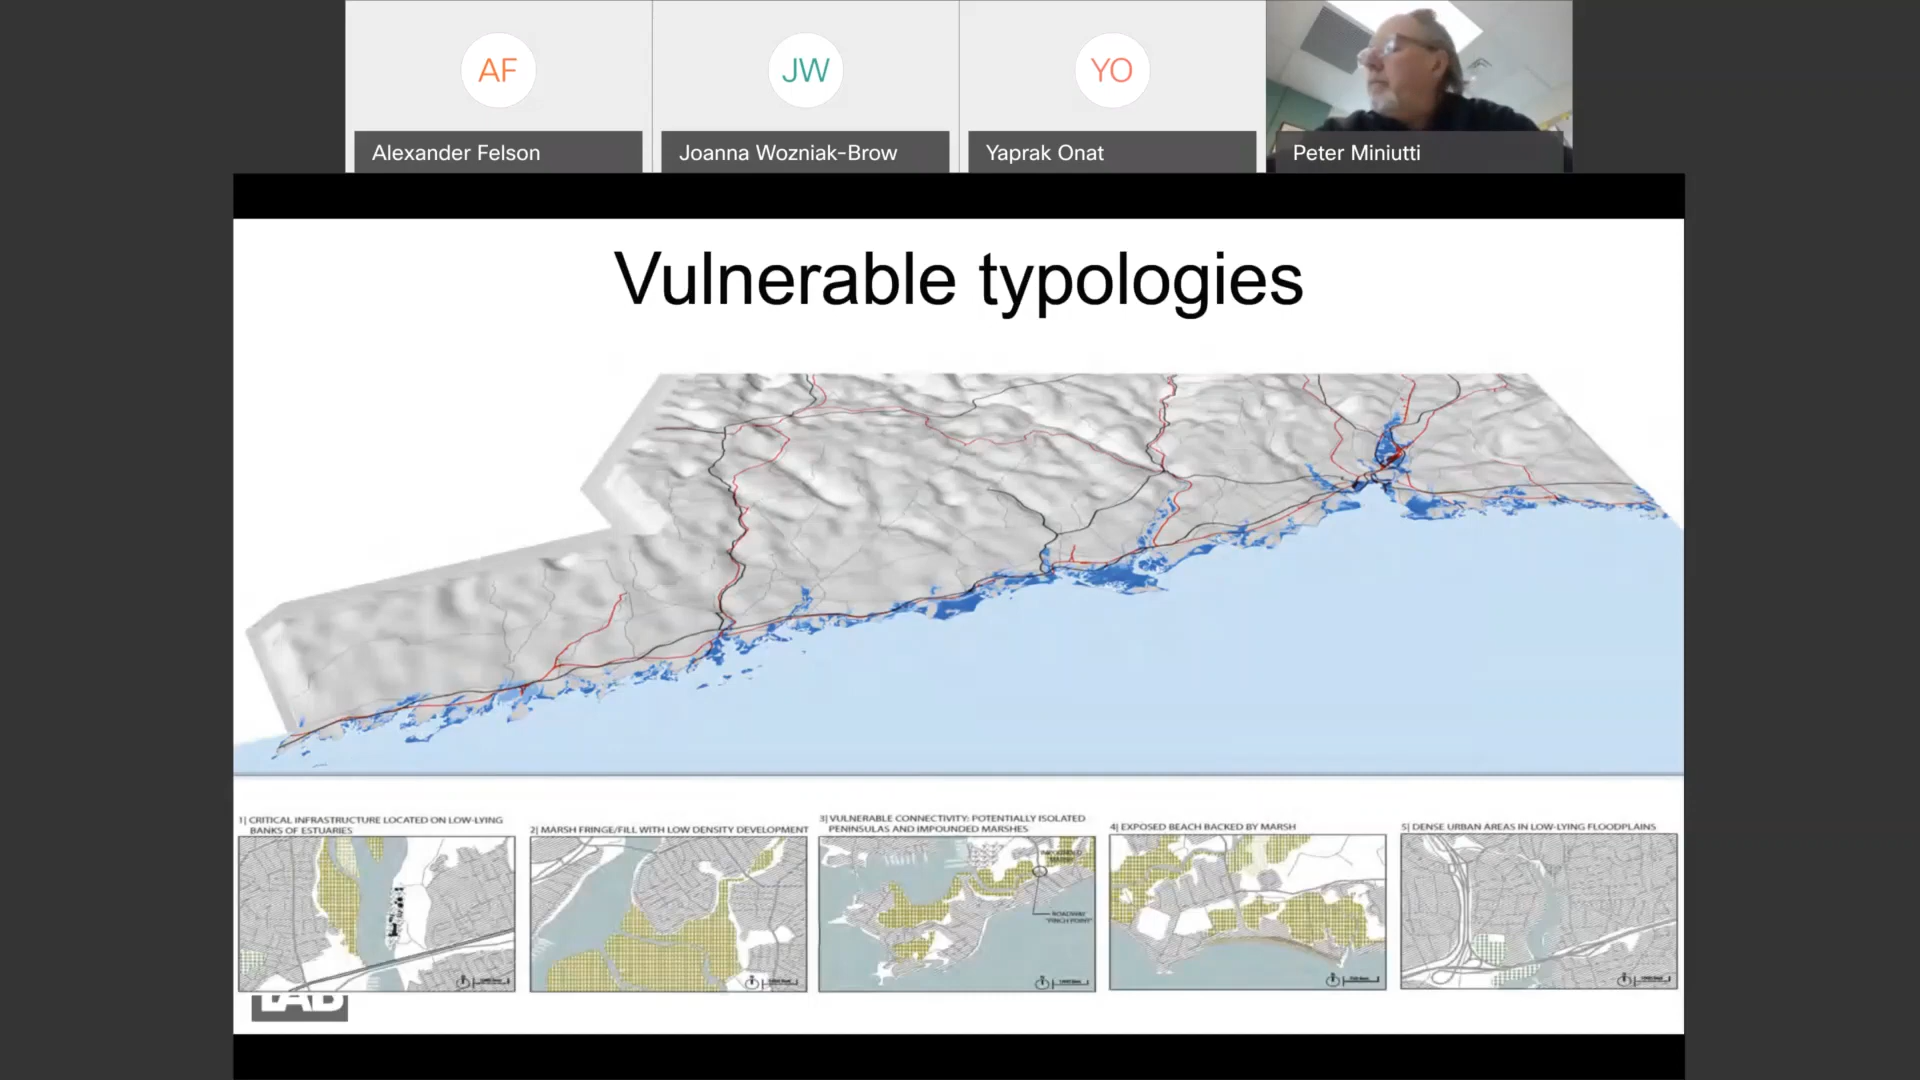 AF
JW
YO
Alexander Felson
Joanna Wozniak-Brow
Yaprak Onat
Peter Miniutti
Vulnerable typologies
1| CRITICAL INFRASTRUCTURE LOCATED ON LOW-LYING
BANKS OF ESTUARIES
2| MARSH FRINGE/FILL WITH LOW DENSITY DEVELOPMENT
3| VULNERABLE CONNECTIVITY: POTENTIALLY ISOLATED
PENINSULAS AND IMPOUNDED MARSHES
4| EXPOSED BEACH BACKED BY MARSH
5| DENSE URBAN AREAS IN LOW-LYING FLOODPLAINS
IMPOUNDED
MARSH
ROADWAY
"PINCH POINT"
LAB